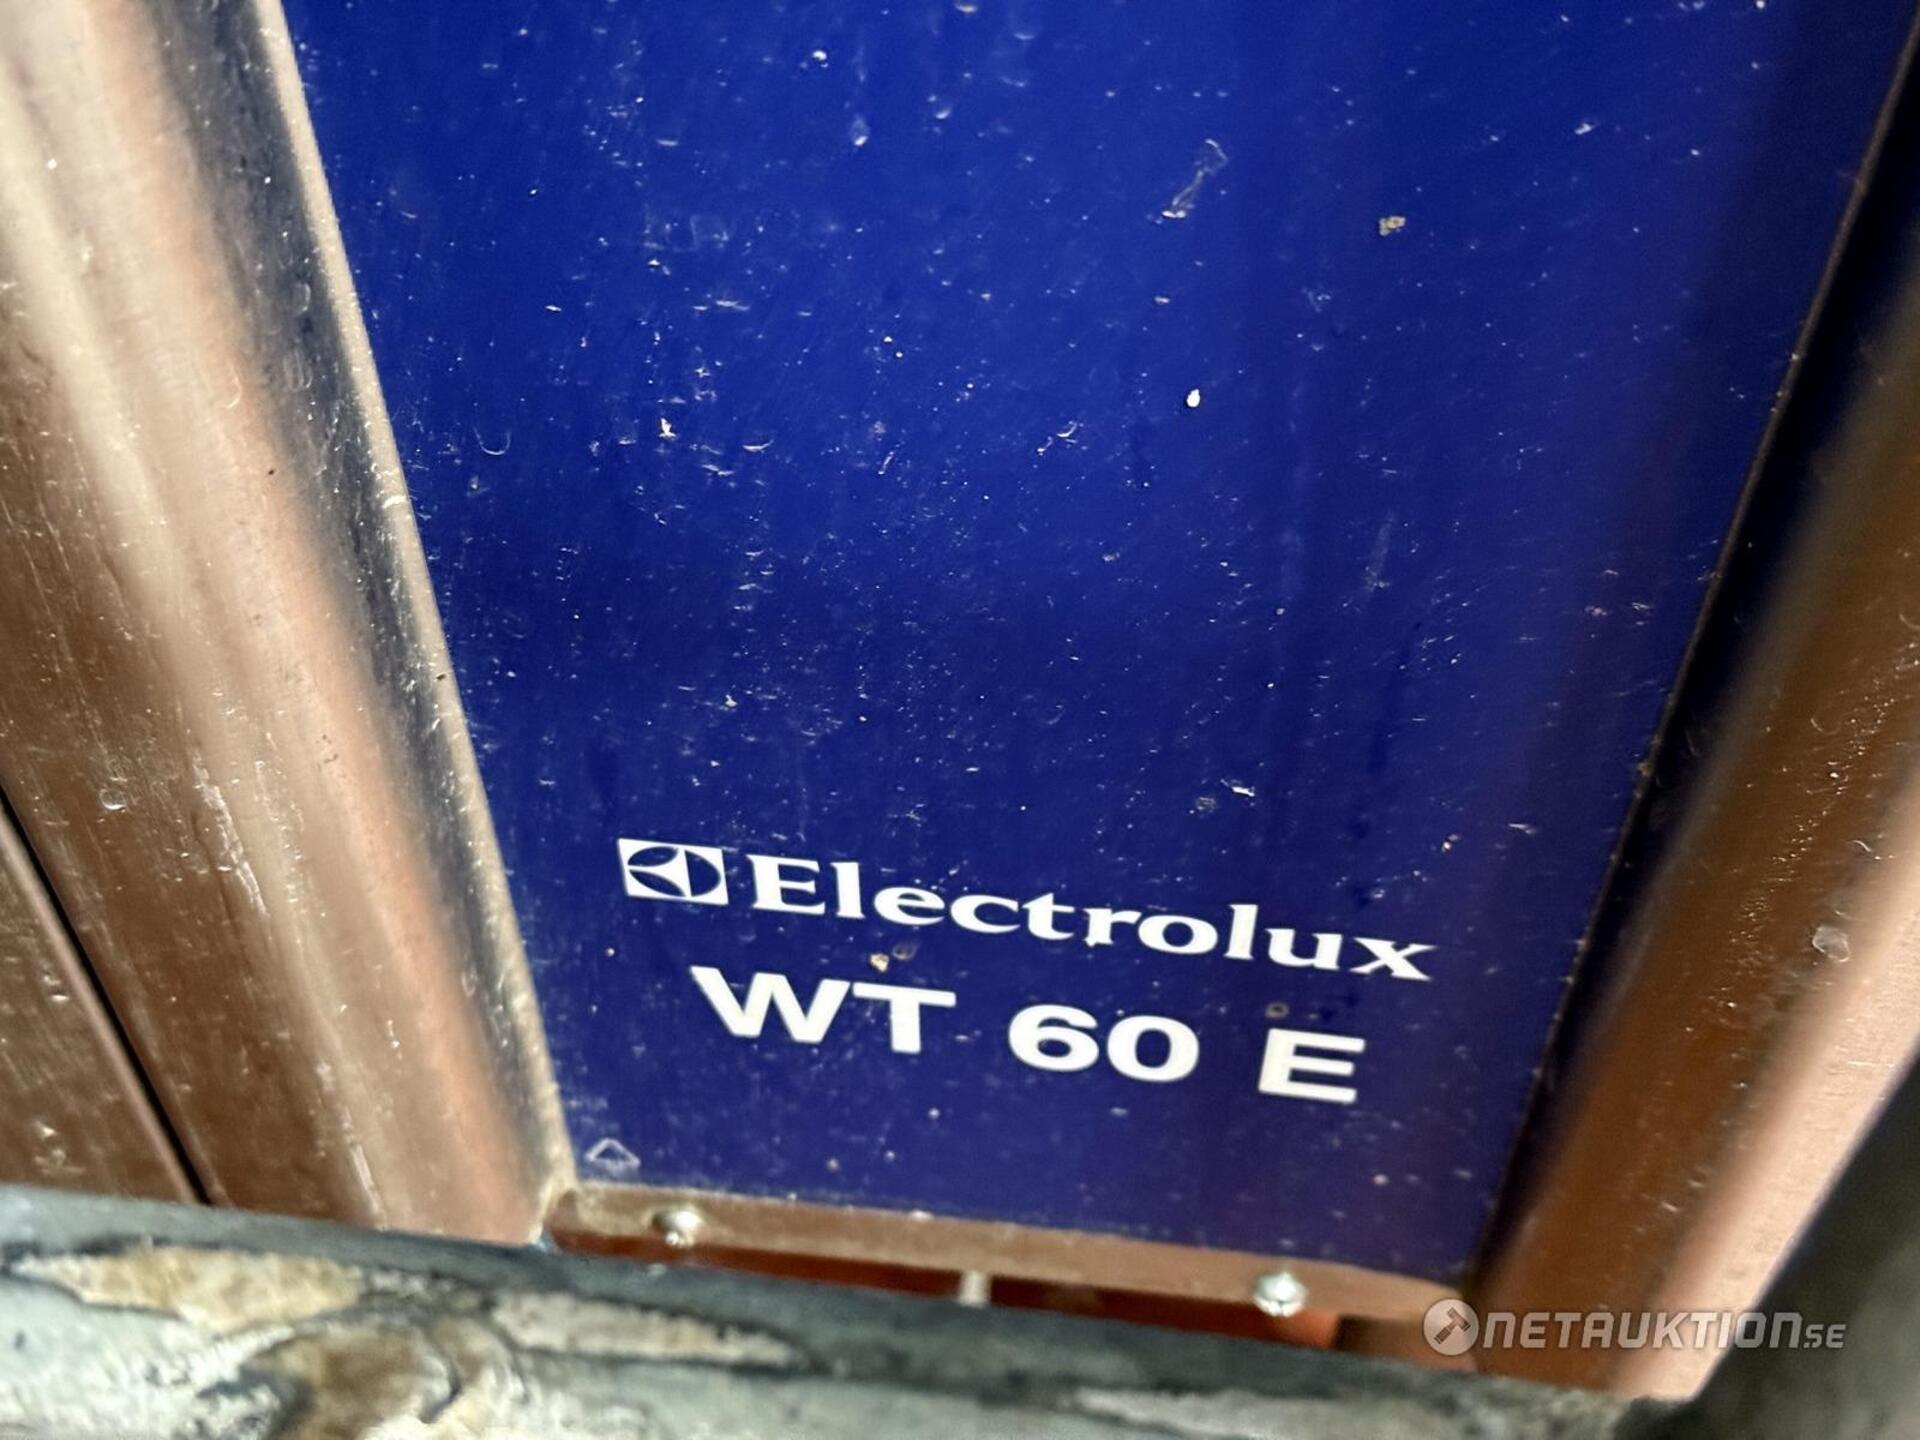 Electrolux
WT 60 E
NETAUKTION.SE